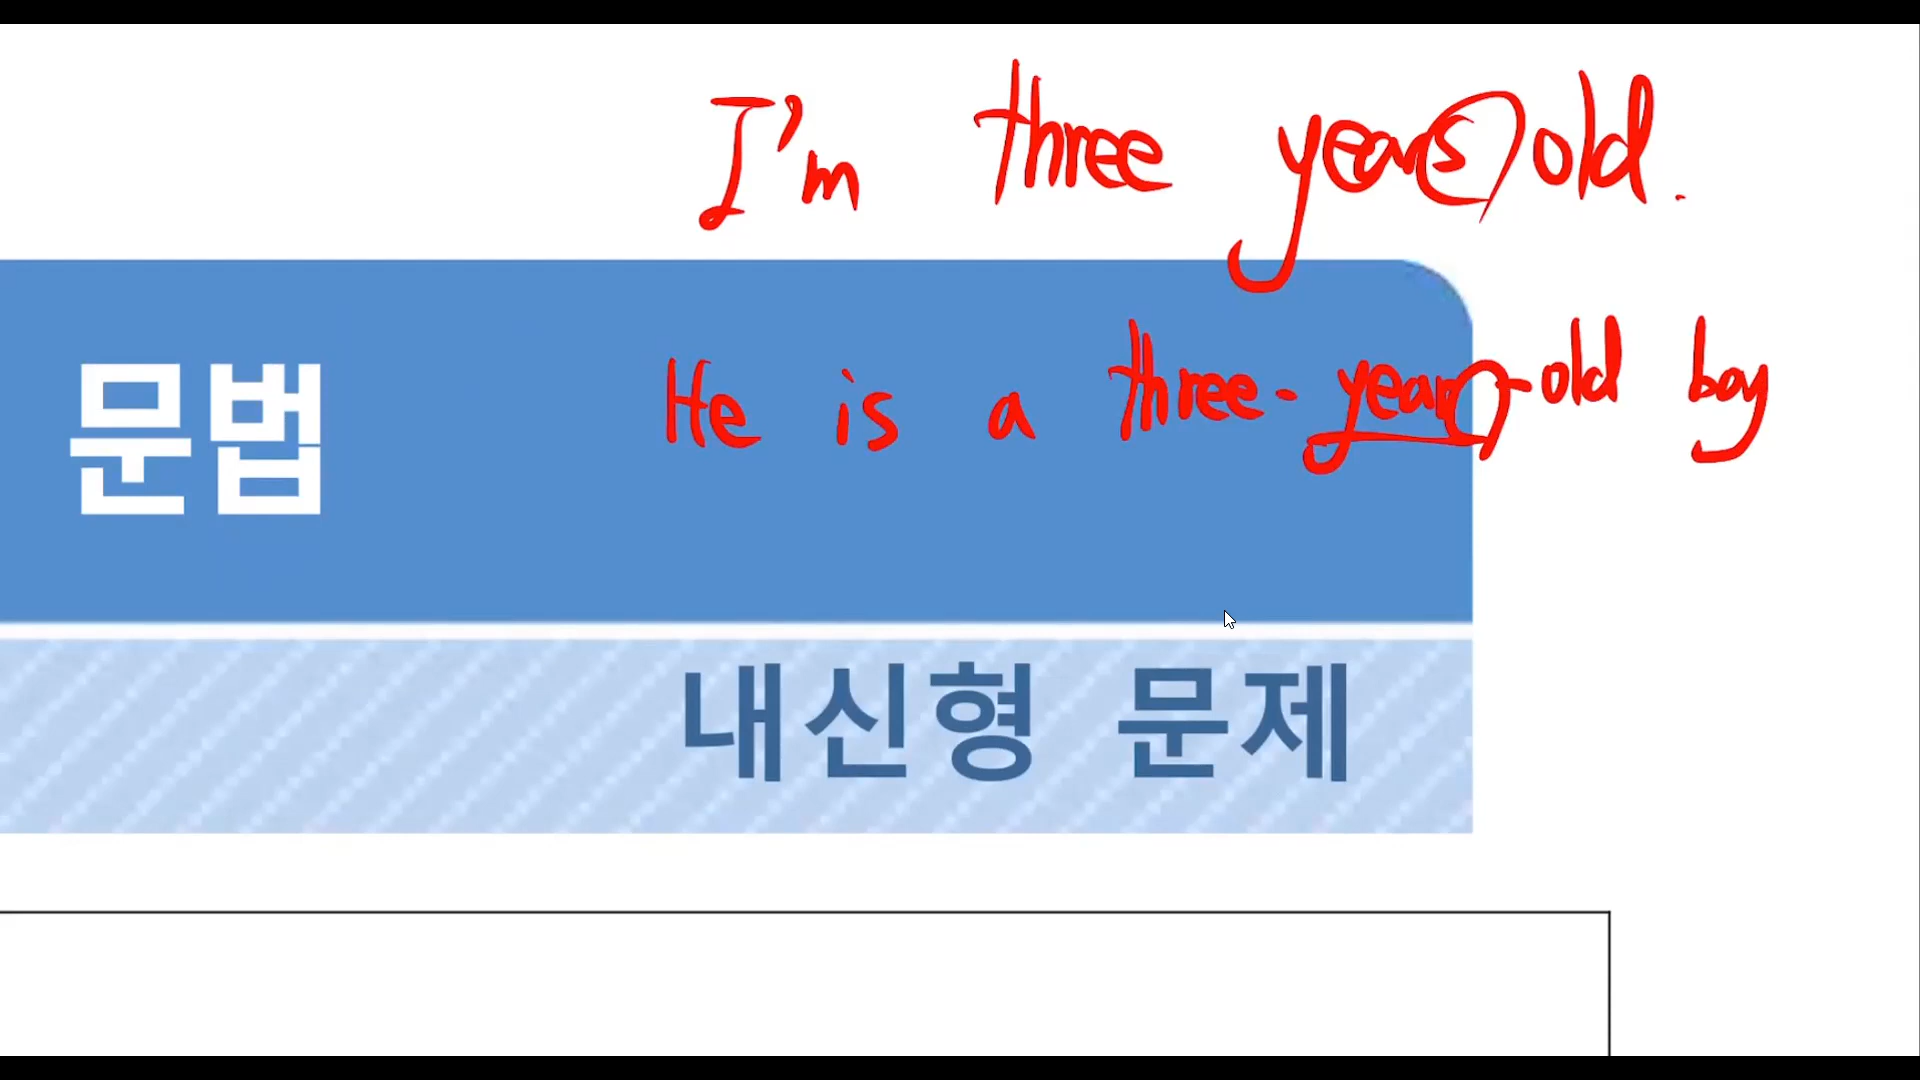 I'm three years old.
He is a three-year-old boy
문법
내신형 문제